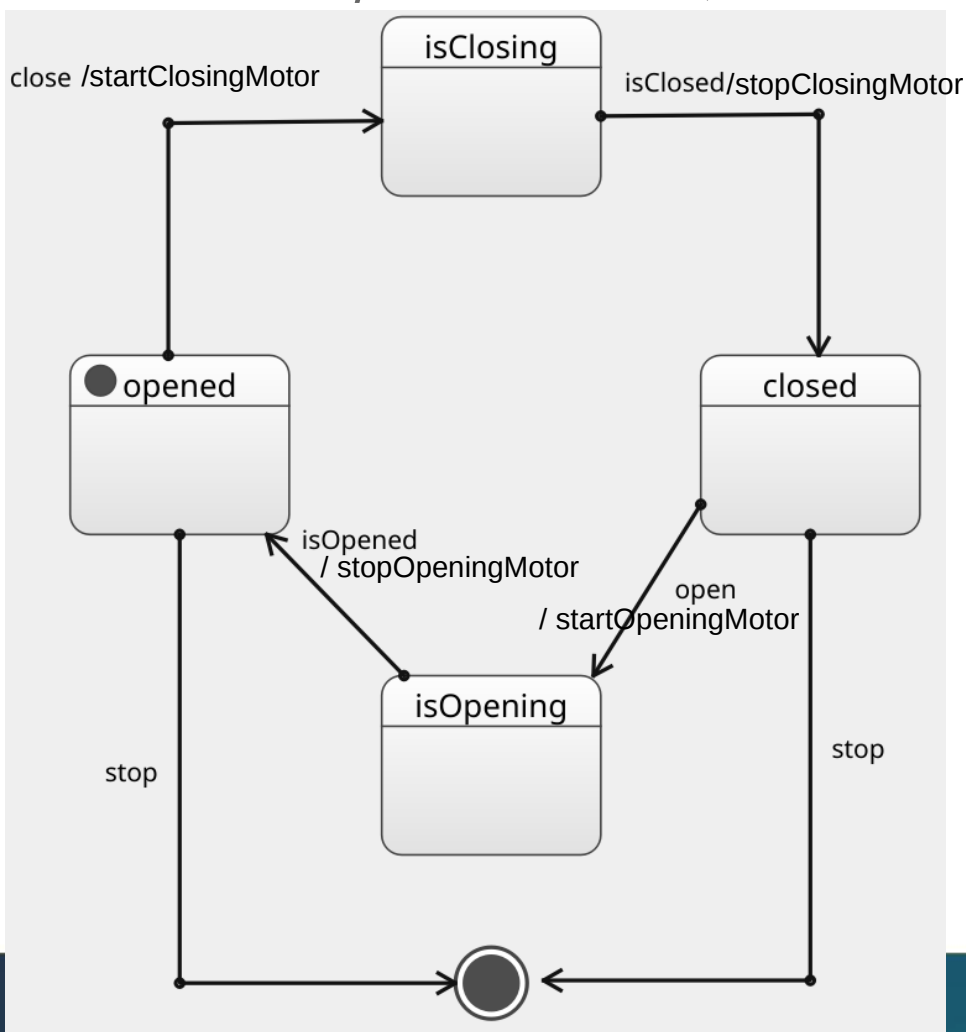 isClosing
close /startClosingMotor
isClosed/stopClosingMotor
opened
closed
isOpened
/ stopOpeningMotor
open
/ startOpeningMotor
isOpening
stop
stop